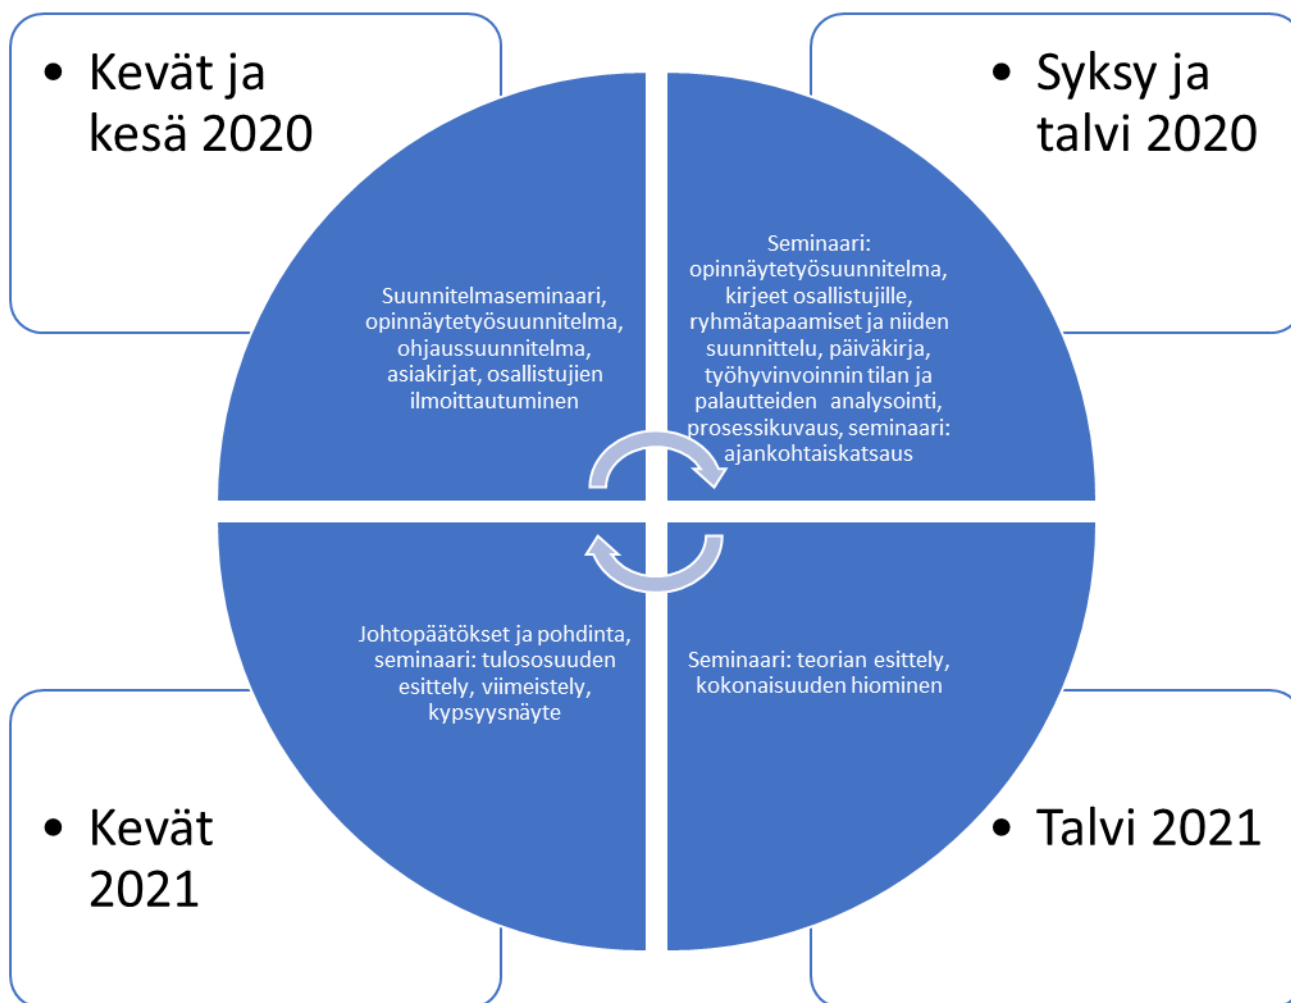 • Kevät ja
kesä 2020
Suunnitelmaseminaari,
opinnäytetyösuunnitelma,
ohjaussuunnitelma,
asiakirjat, osallistujien
ilmoittautuminen
• Syksy ja
talvi 2020
Seminaari:
opinnäytetyösuunnitelma,
kirjeet osallistujille,
ryhmätapaamiset ja niiden
suunnittelu, päiväkirja,
työhyvinvoinnin tilan ja
palautteiden analysointi,
prosessikuvaus, seminaari:
ajankohtaiskatsaus
Seminaari: teorian esittely,
kokonaisuuden hiominen
• Talvi 2021
Johtopäätökset ja pohdinta,
seminaari: tulososuuden
esittely, viimeistely,
kypsyysnäyte
• Kevät
2021